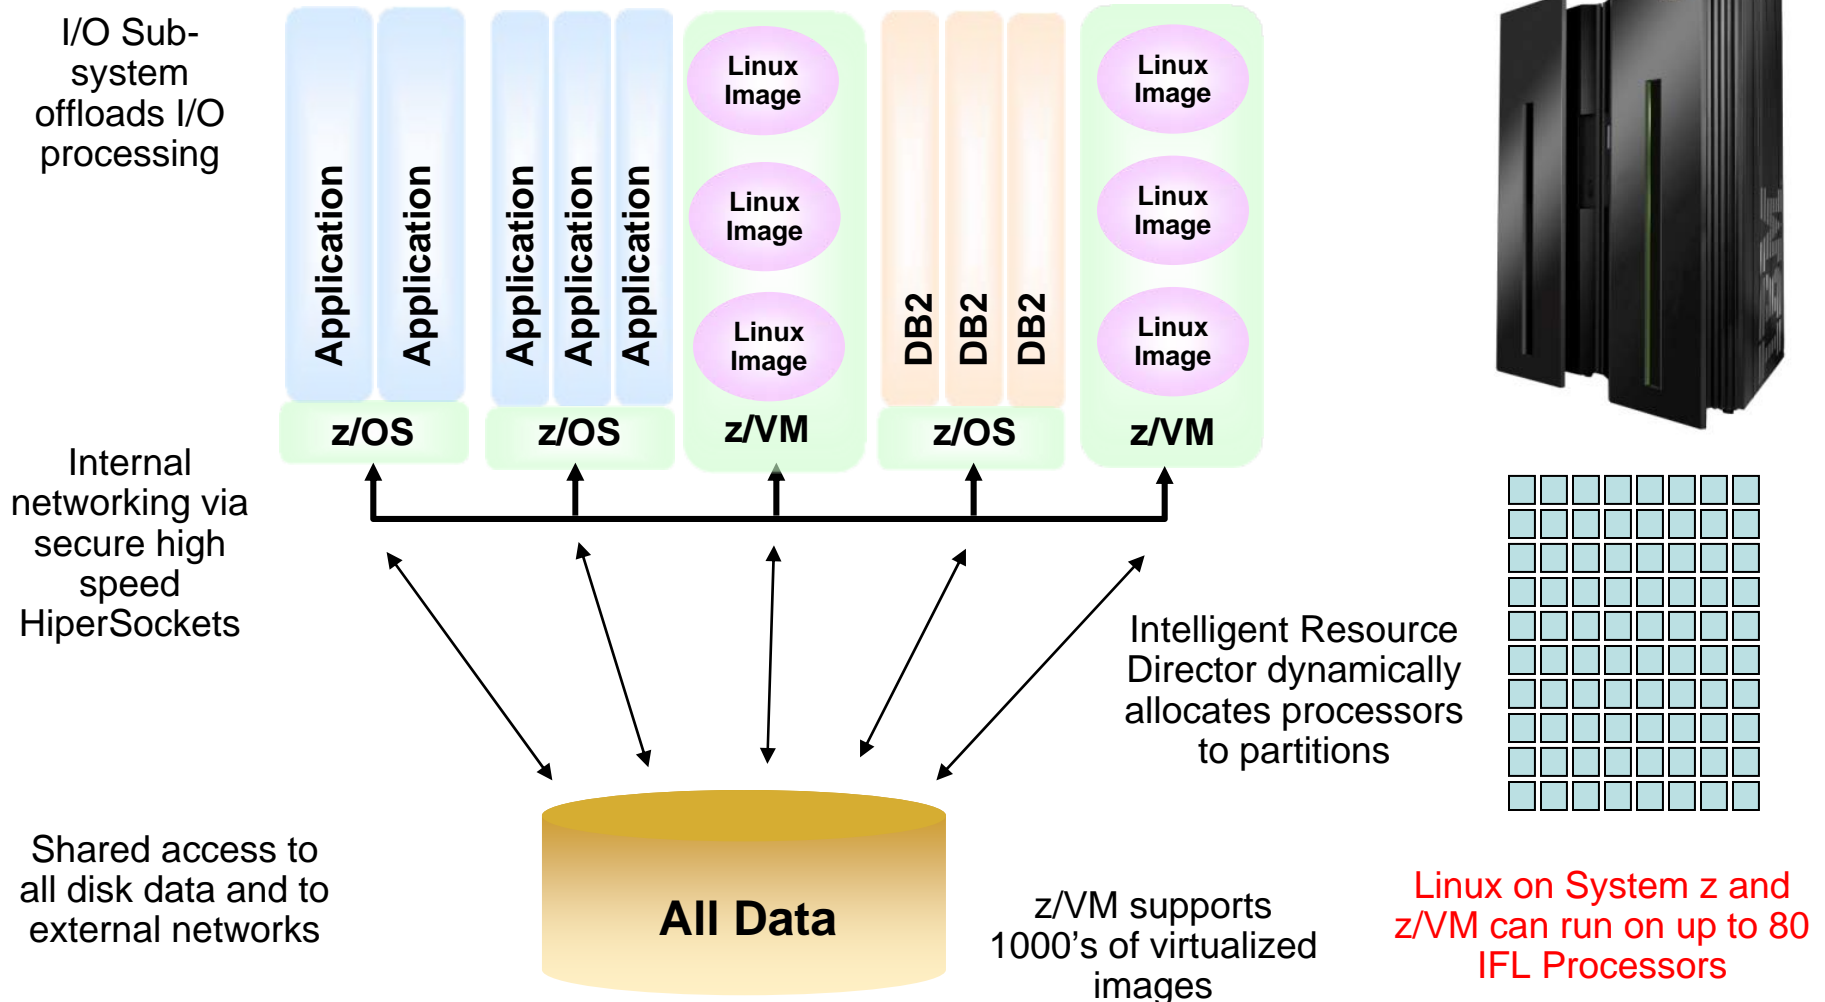 I/O Sub-
system
offloads I/O
processing
Application
Application
z/OS
Application
Application
Application
z/OS
Linux
Image
Linux
Image
Linux
Image
z/VM
DB2
DB2
DB2
z/OS
Linux
Image
Linux
Image
Linux
Image
z/VM
IBM
Internal
networking via
secure high
speed
HiperSockets
Intelligent Resource
Director dynamically
allocates processors
to partitions
Shared access to
all disk data and to
external networks
All Data
z/VM supports
1000's of virtualized
images
Linux on System z and
z/VM can run on up to 80
IFL Processors